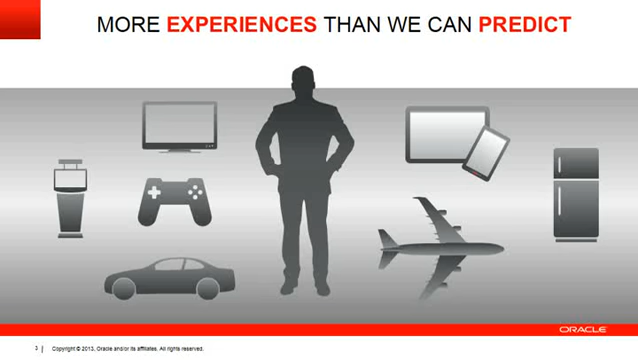 MORE EXPERIENCES THAN WE CAN PREDICT
ORACLE
3 | Copyright © 2013, Oracle and/or its affiliates. All rights reserved.